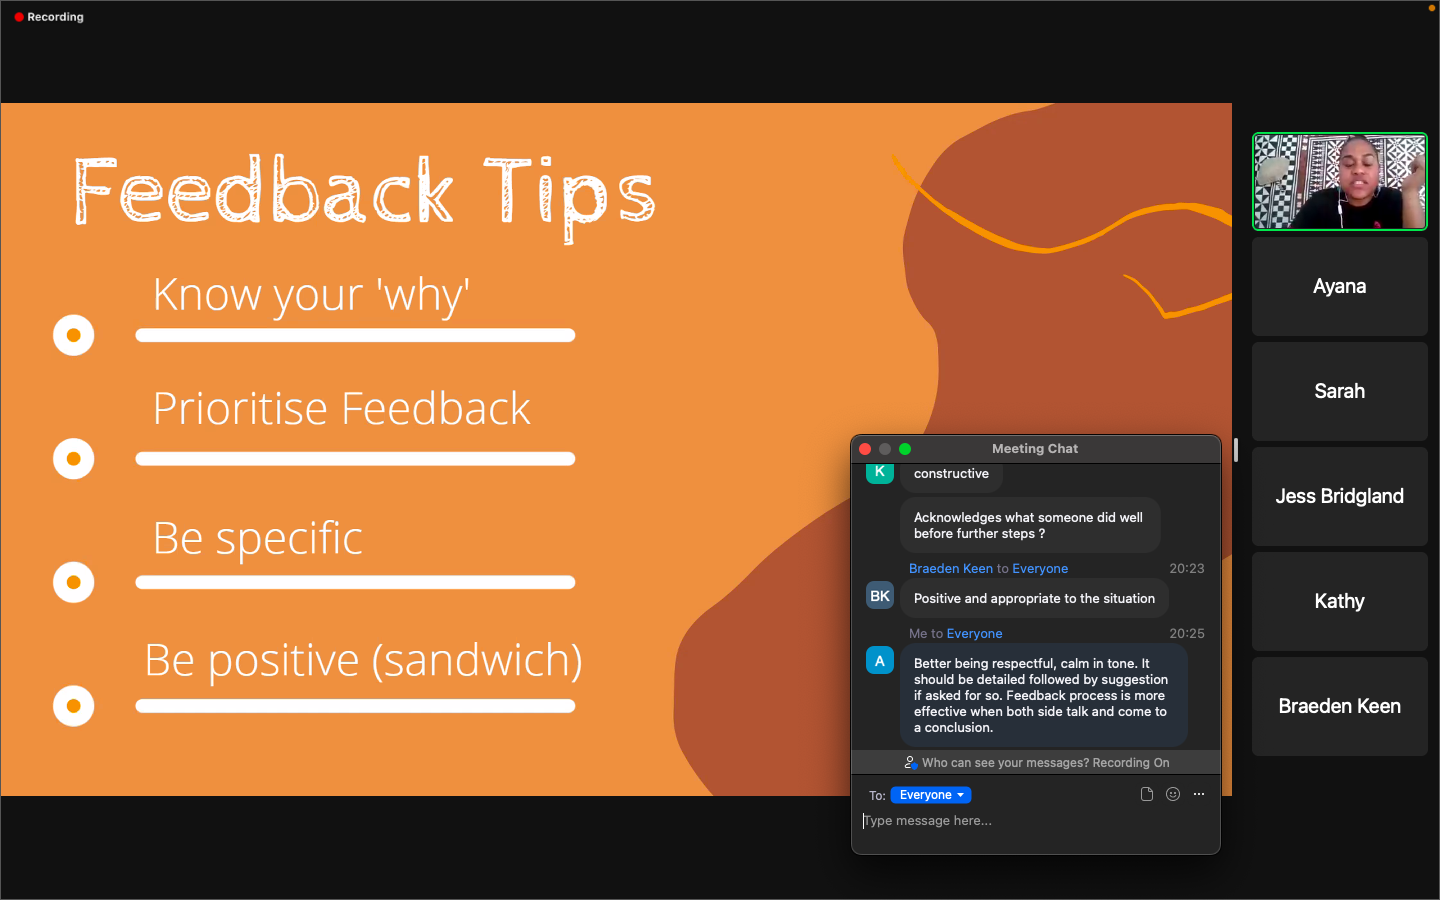 Recording
Feedback Tips
Know your 'why'
Prioritise Feedback
Be specific
Be positive (sandwich)
Meeting Chat
K
constructive
Acknowledges what someone did well
before further steps ?
Braeden Keen to Everyone 20:23
BK
Positive and appropriate to the situation
Me to Everyone 20:25
A
Better being respectful, calm in tone. It
should be detailed followed by suggestion
if asked for so. Feedback process is more
effective when both side talk and come to
a conclusion.
Who can see your messages? Recording On
To: Everyone
Type message here...
Ayana
Sarah
Jess Bridgland
Kathy
Braeden Keen